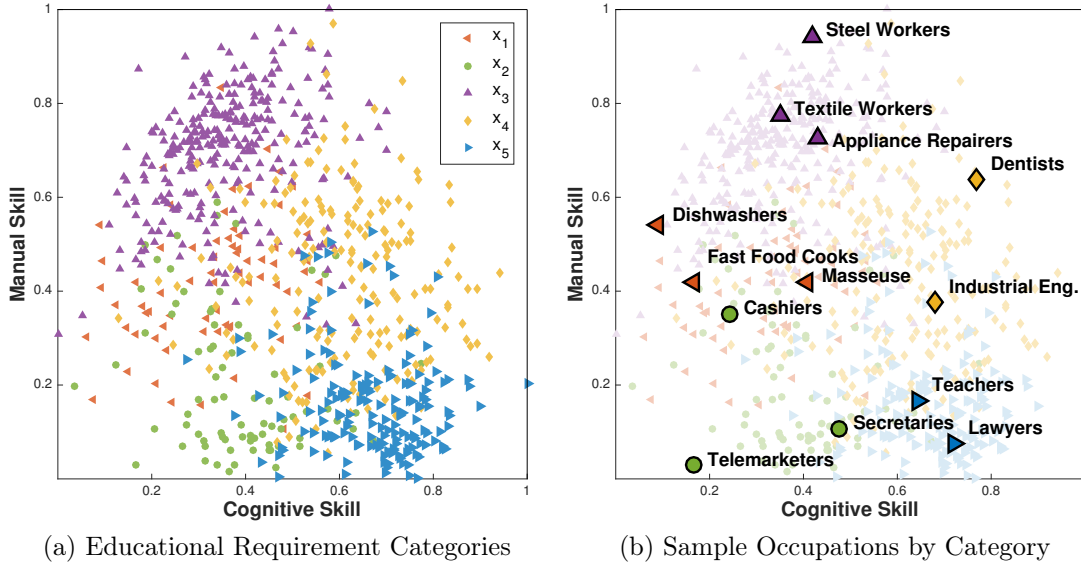 1
0.8
0.6
0.4
0.2
0.2
0.4
0.6
0.8
1
Manual Skill
Cognitive Skill
x1
x2
x3
x4
x5
(a) Educational Requirement Categories
1
0.8
0.6
0.4
0.2
0.2
0.4
0.6
0.8
Manual Skill
Cognitive Skill
Steel Workers
Textile Workers
Appliance Repairers
Dentists
Dishwashers
Fast Food Cooks
Masseuse
Industrial Eng.
Cashiers
Teachers
Secretaries
Lawyers
Telemarketers
(b) Sample Occupations by Category